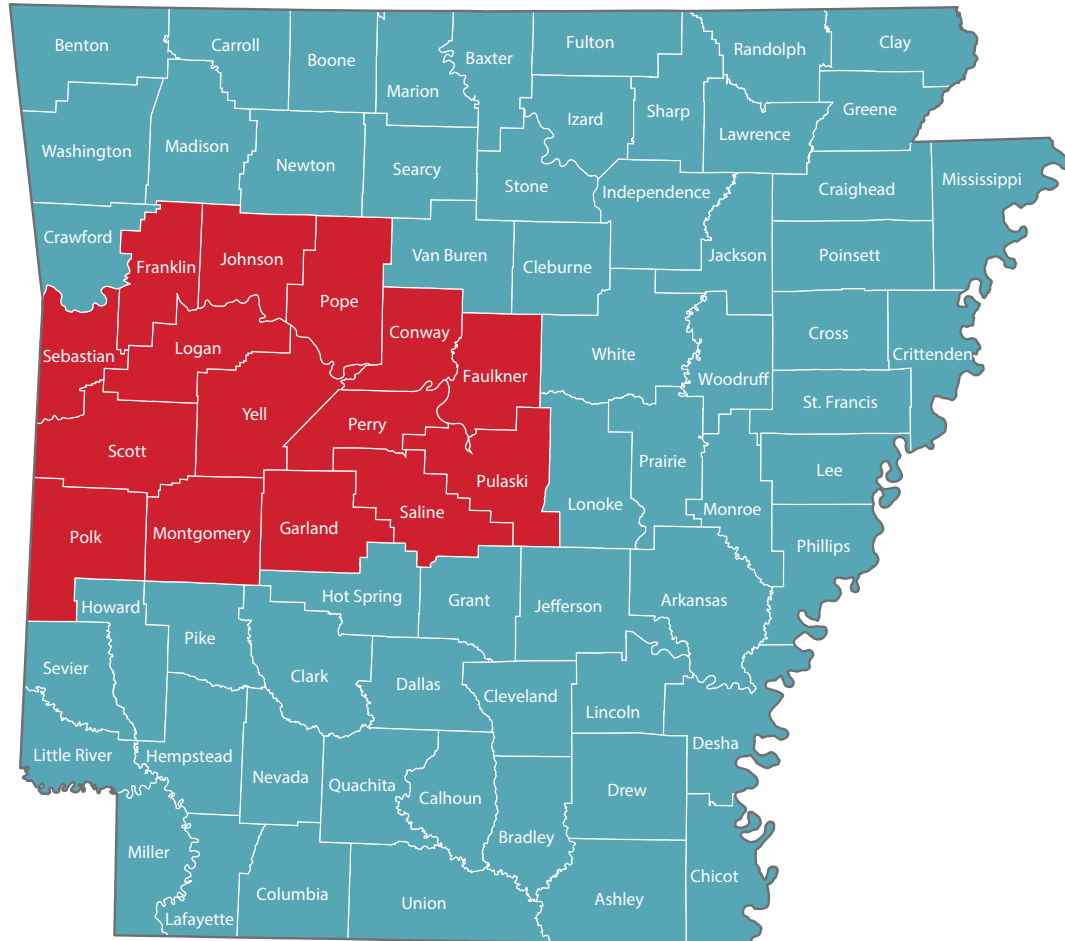 Benton
Carroll
Boone
Marion
Baxter
Fulton
Randolph
Clay
Izard
Sharp
Lawrence
Greene
Washington
Madison
Newton
Searcy
Stone
Independence
Craighead
Mississippi
Crawford
Franklin
Johnson
Pope
Van Buren
Cleburne
Jackson
Poinsett
Sebastian
Logan
Conway
Faulkner
White
Woodruff
Cross
Crittenden
St. Francis
Scott
Yell
Perry
Pulaski
Prairie
Lee
Polk
Montgomery
Garland
Saline
Lonoke
Monroe
Phillips
Howard
Hot Spring
Grant
Jefferson
Arkansas
Pike
Sevier
Clark
Dallas
Cleveland
Lincoln
Desha
Little River
Hempstead
Nevada
Quachita
Calhoun
Bradley
Drew
Miller
Lafayette
Columbia
Union
Ashley
Chicot